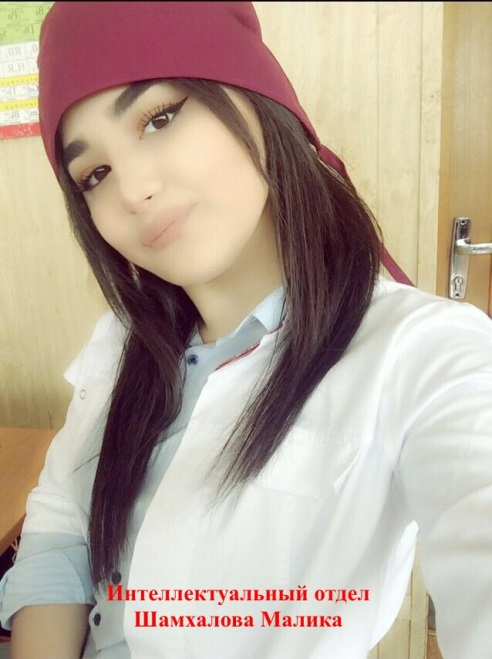 Интеллектуальный отдел
Шамхалова Малика